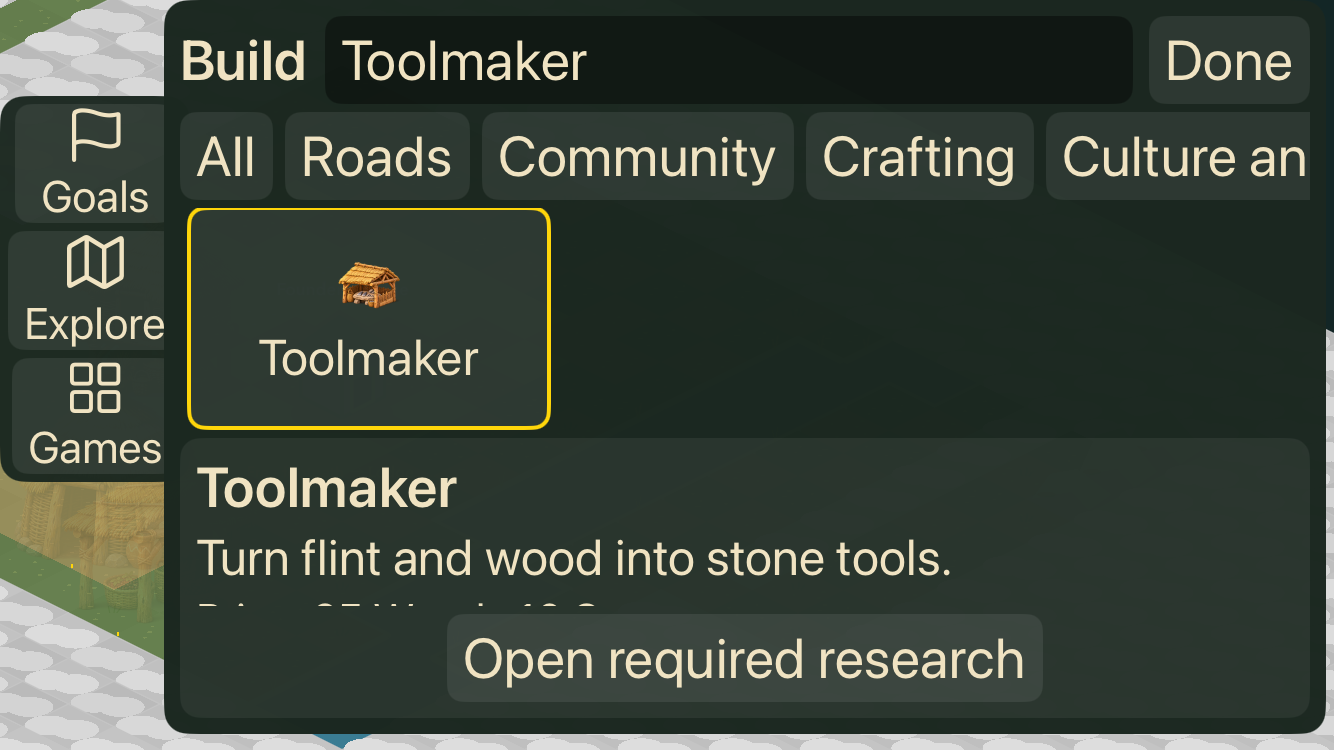 Build Toolmaker Done
All Roads Community Crafting Culture an
Goals
Explore
Games
Toolmaker
Toolmaker
Turn flint and wood into stone tools.
Open required research